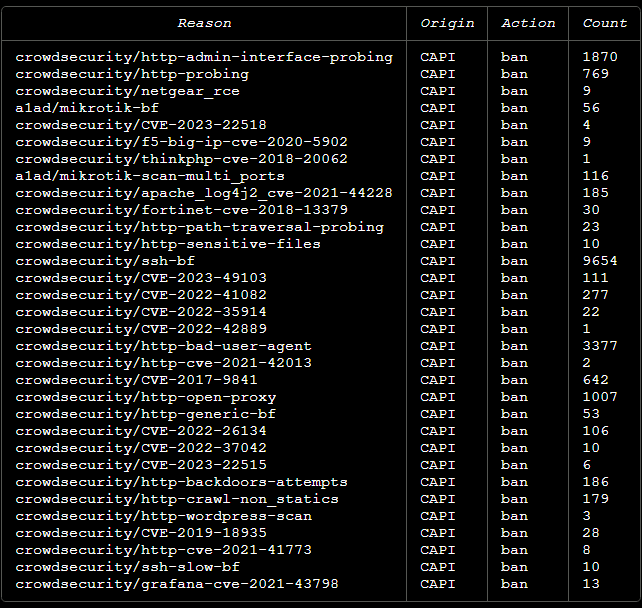 Reason Origin Action Count
crowdsecurity/http-admin-interface-probing CAPI ban 1870
crowdsecurity/http-probing CAPI ban 769
crowdsecurity/netgear_rce CAPI ban 9
a1ad/mikrotik-bf CAPI ban 56
crowdsecurity/CVE-2023-22518 CAPI ban 4
crowdsecurity/f5-big-ip-cve-2020-5902 CAPI ban 9
crowdsecurity/thinkphp-cve-2018-20062 CAPI ban 1
a1ad/mikrotik-scan-multi_ports CAPI ban 116
crowdsecurity/apache_log4j2_cve-2021-44228 CAPI ban 185
crowdsecurity/fortinet-cve-2018-13379 CAPI ban 30
crowdsecurity/http-path-traversal-probing CAPI ban 23
crowdsecurity/http-sensitive-files CAPI ban 10
crowdsecurity/ssh-bf CAPI ban 9654
crowdsecurity/CVE-2023-49103 CAPI ban 111
crowdsecurity/CVE-2022-41082 CAPI ban 277
crowdsecurity/CVE-2022-35914 CAPI ban 22
crowdsecurity/CVE-2022-42889 CAPI ban 1
crowdsecurity/http-bad-user-agent CAPI ban 3377
crowdsecurity/http-cve-2021-42013 CAPI ban 2
crowdsecurity/CVE-2017-9841 CAPI ban 642
crowdsecurity/http-open-proxy CAPI ban 1007
crowdsecurity/http-generic-bf CAPI ban 53
crowdsecurity/CVE-2022-26134 CAPI ban 106
crowdsecurity/CVE-2022-37042 CAPI ban 10
crowdsecurity/CVE-2023-22515 CAPI ban 6
crowdsecurity/http-backdoors-attempts CAPI ban 186
crowdsecurity/http-crawl-non_statics CAPI ban 179
crowdsecurity/http-wordpress-scan CAPI ban 3
crowdsecurity/CVE-2019-18935 CAPI ban 28
crowdsecurity/http-cve-2021-41773 CAPI ban 8
crowdsecurity/ssh-slow-bf CAPI ban 10
crowdsecurity/grafana-cve-2021-43798 CAPI ban 13